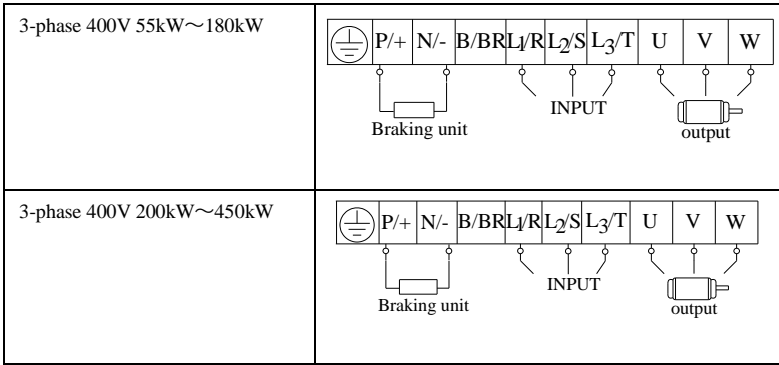 3-phase 400V 55kW～180kW
P/+ N/- B/BR L1/R L2/S L3/T U V W
INPUT
Braking unit
output
3-phase 400V 200kW～450kW
P/+ N/- B/BR L1/R L2/S L3/T U V W
INPUT
Braking unit
output